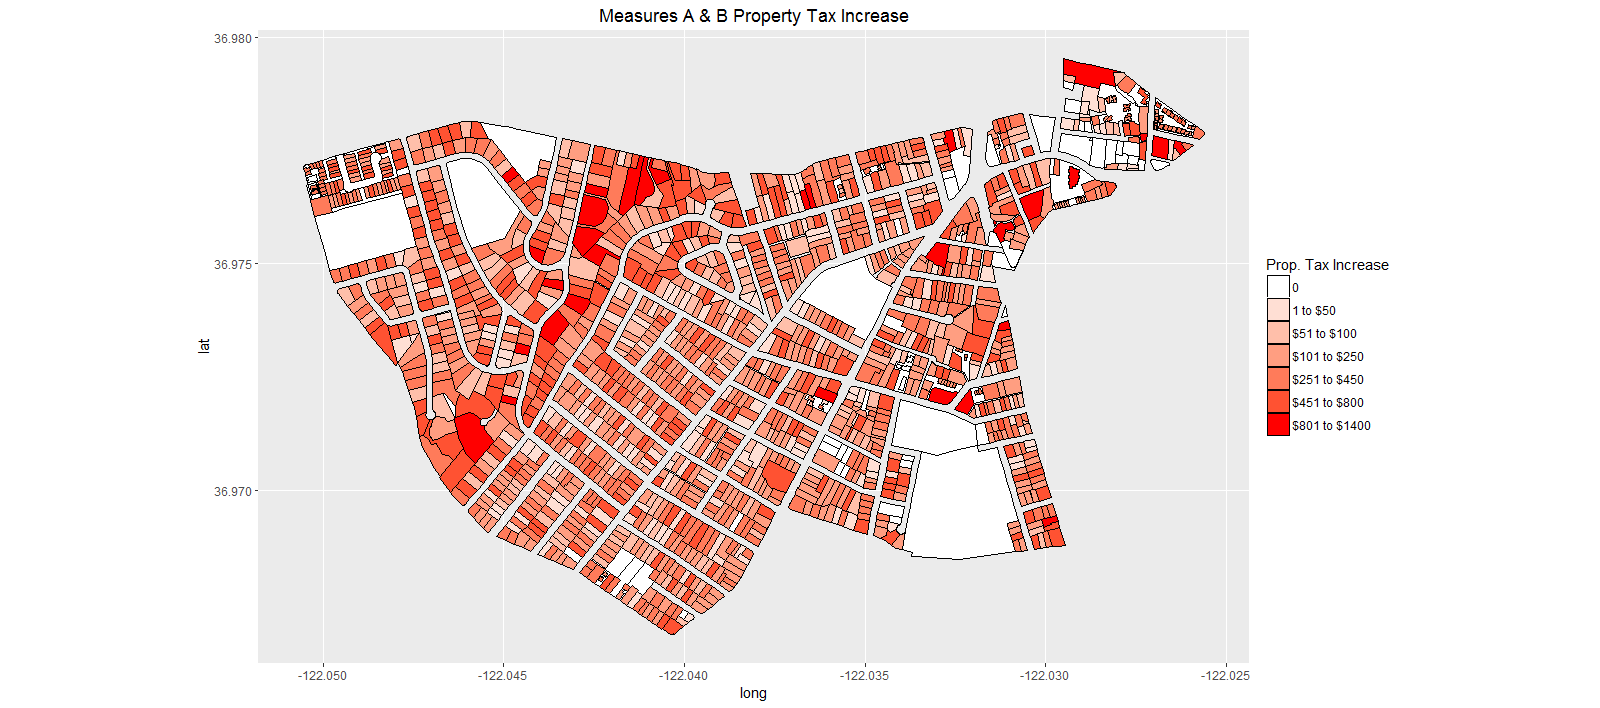 Measures A & B Property Tax Increase
36.980
36.975
36.970
lat
-122.050
-122.045
-122.040
-122.035
-122.030
-122.025
long
Prop. Tax Increase
0
1 to $50
$51 to $100
$101 to $250
$251 to $450
$451 to $800
$801 to $1400